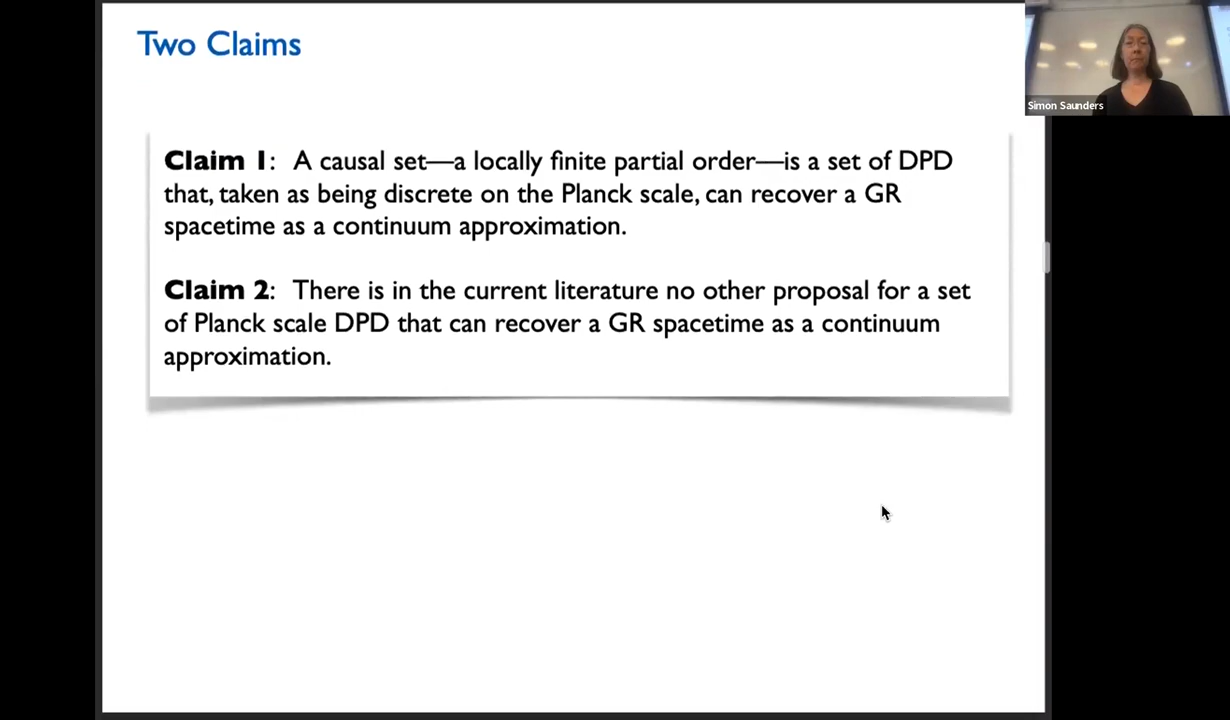 Two Claims
Simon Saunders
Claim 1: A causal set—a locally finite partial order—is a set of DPD
that, taken as being discrete on the Planck scale, can recover a GR
spacetime as a continuum approximation.
Claim 2: There is in the current literature no other proposal for a set
of Planck scale DPD that can recover a GR spacetime as a continuum
approximation.